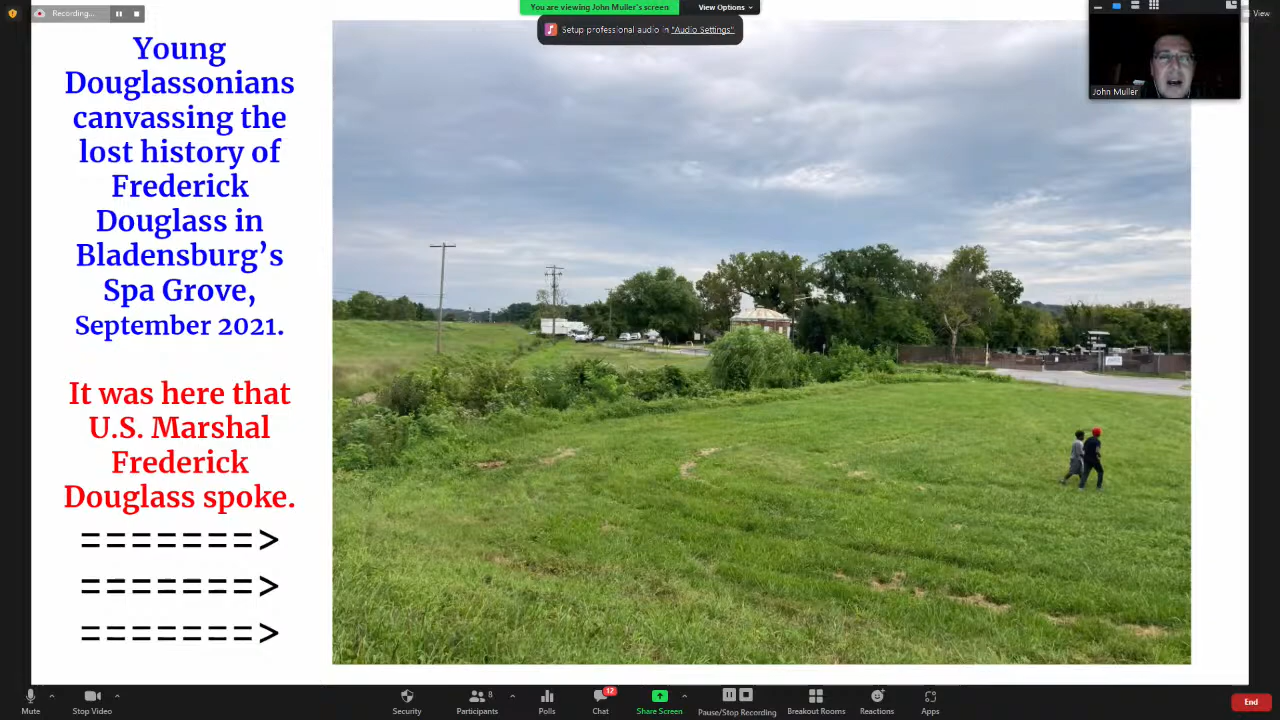 Recording...
You are viewing John Muller's screen
View Options
View
Setup professional audio in "Audio Settings"
John Muller
Young
Douglassonians
canvassing the
lost history of
Frederick
Douglass in
Bladensburg’s
Spa Grove,
September 2021.
It was here that
U.S. Marshal
Frederick
Douglass spoke.
=======>
=======>
=======>
Mute
Stop Video
Security
Participants
8
Polls
Chat
12
Share Screen
Pause/Stop Recording
Breakout Rooms
Reactions
Apps
End